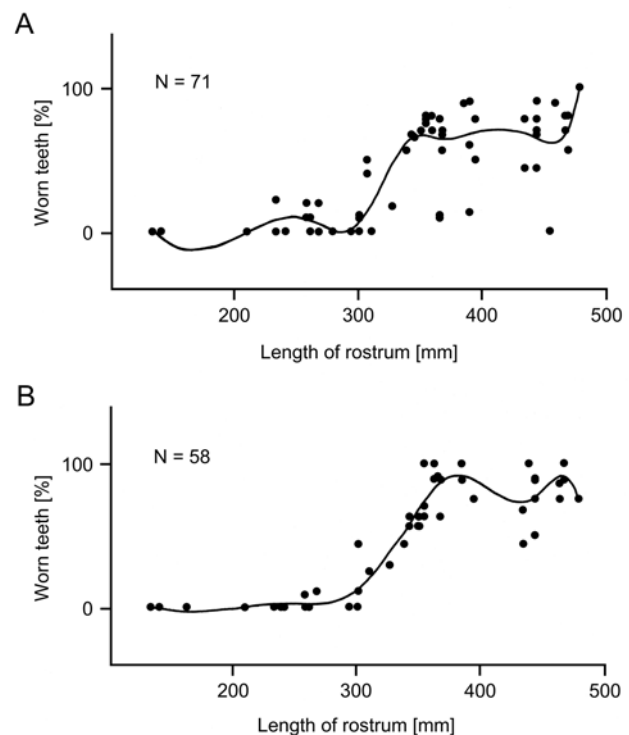 A
N = 71
100
0
Worn teeth [%]
200 300 400 500
Length of rostrum [mm]
B
N = 58
100
0
Worn teeth [%]
200 300 400 500
Length of rostrum [mm]